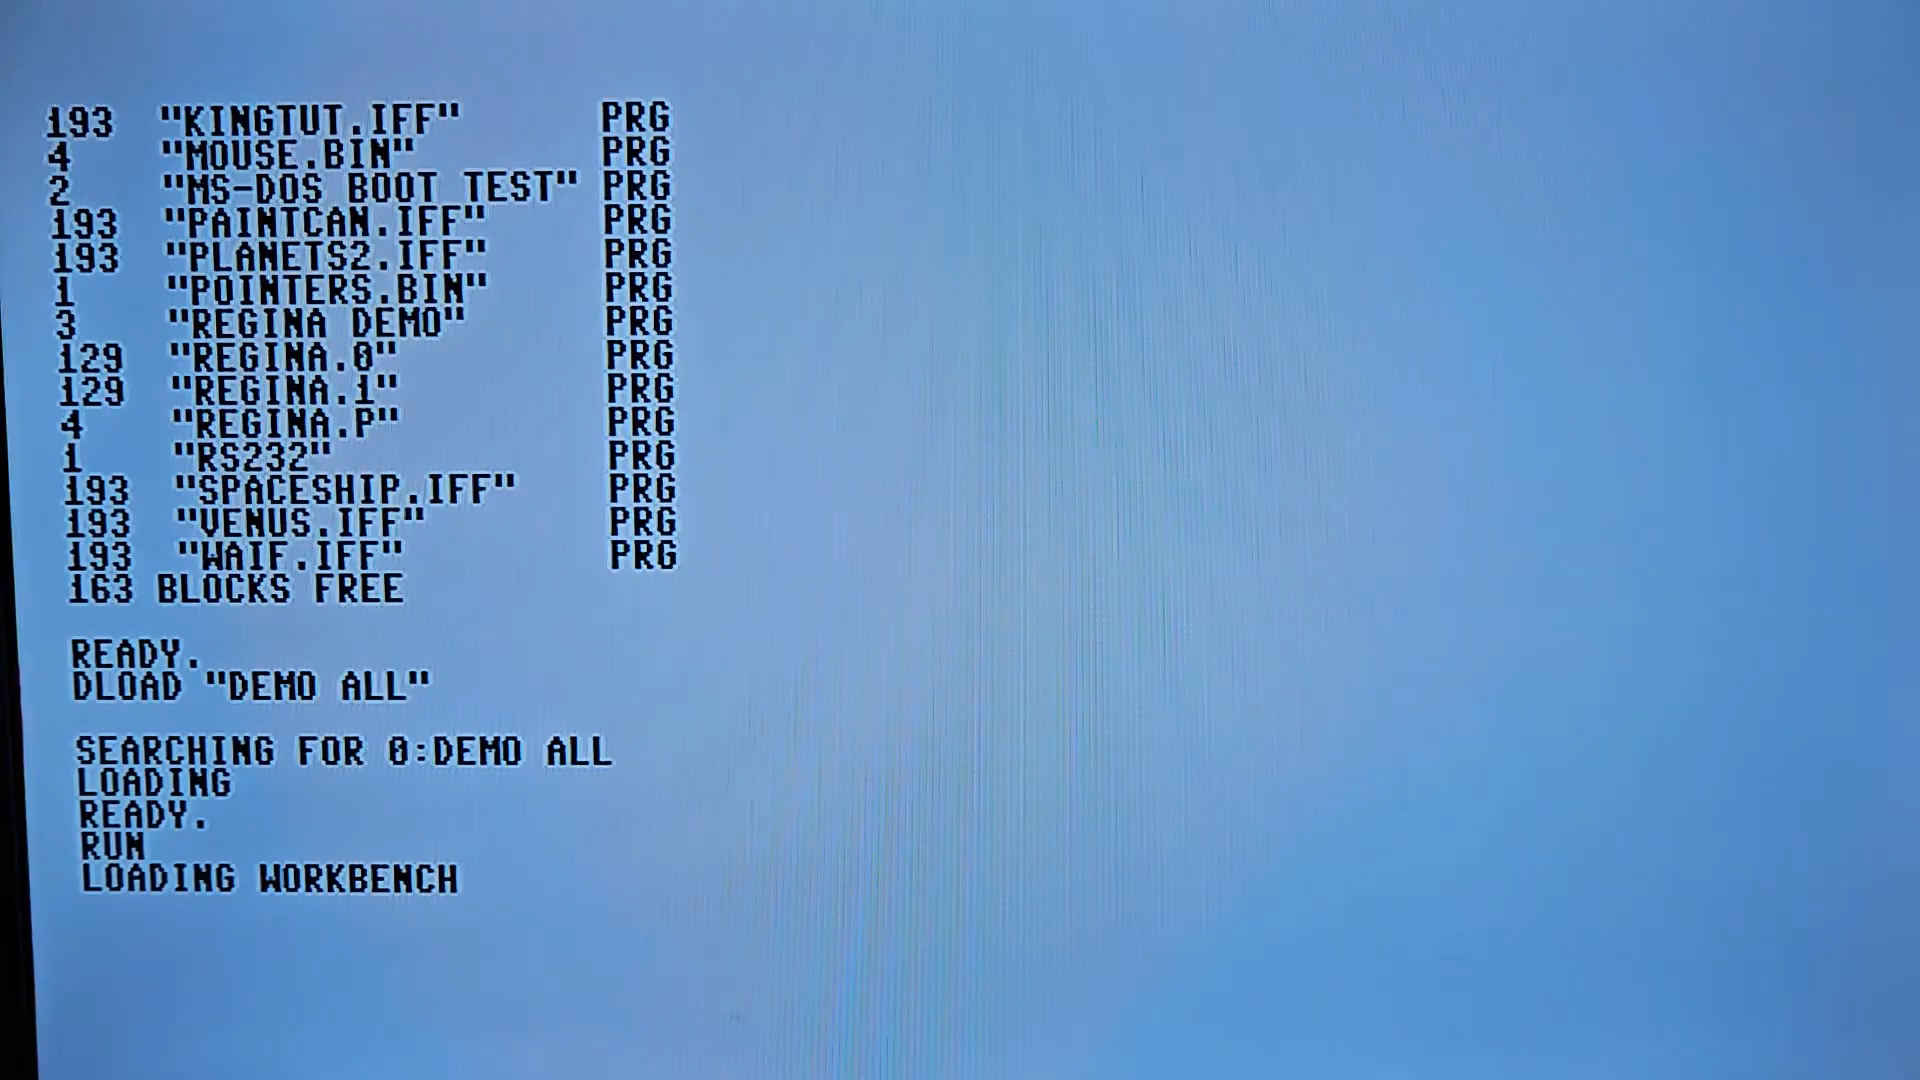 193 "KINGTUT.IFF" PRG
4 "MOUSE.BIN" PRG
2 "MS-DOS BOOT TEST" PRG
193 "PAINTCAN.IFF" PRG
193 "PLANETS2.IFF" PRG
1 "POINTERS.BIN" PRG
3 "REGINA DEMO" PRG
129 "REGINA.0" PRG
129 "REGINA.1" PRG
4 "REGINA.P" PRG
1 "RS232" PRG
193 "SPACESHIP.IFF" PRG
193 "VENUS.IFF" PRG
193 "WAIF.IFF" PRG
163 BLOCKS FREE
READY.
DLOAD "DEMO ALL"
SEARCHING FOR 0:DEMO ALL
LOADING
READY.
RUN
LOADING WORKBENCH